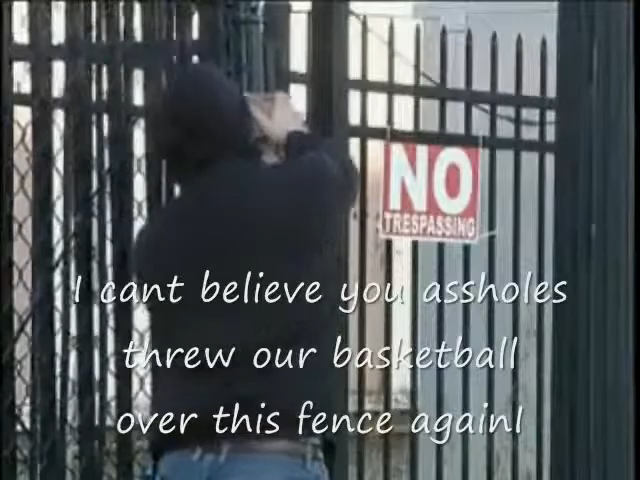 NO
TRESPASSING
I cant believe you assholes
threw our basketball
over this fence again!